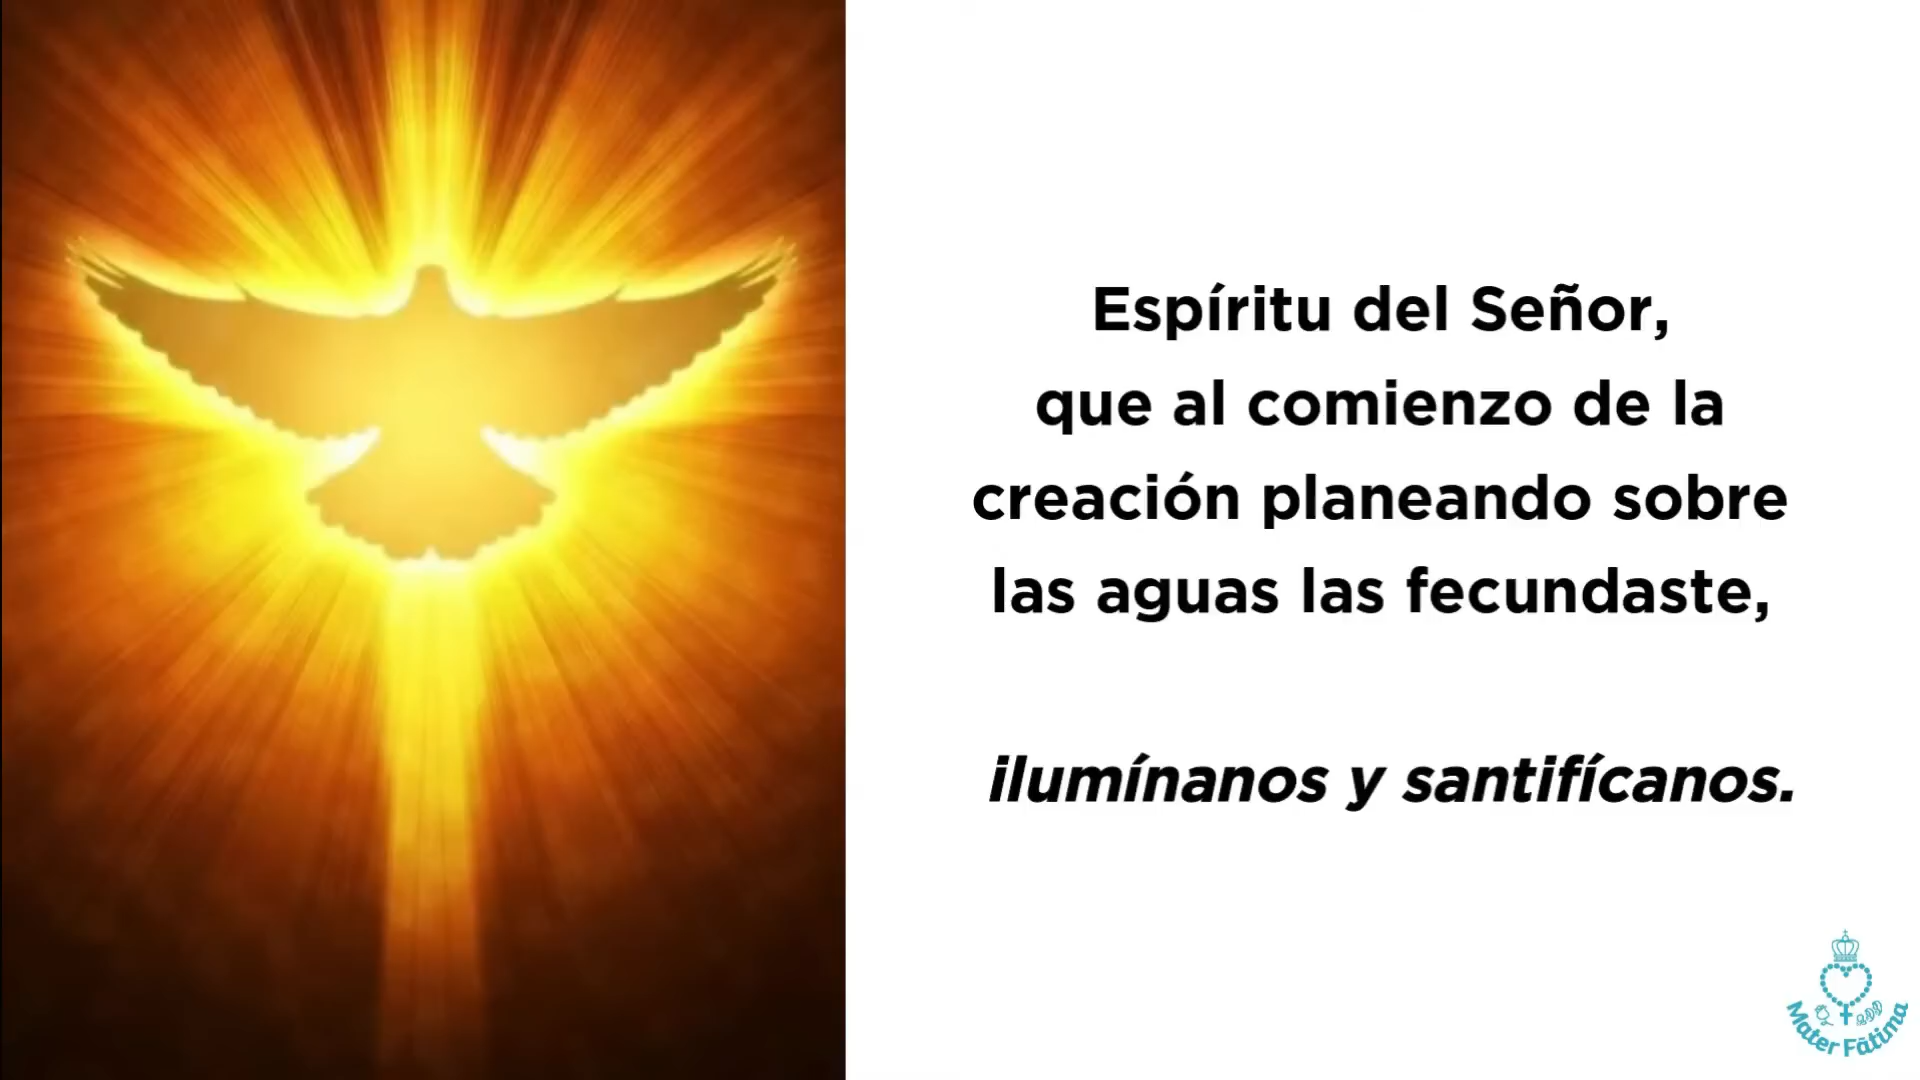 Espíritu del Señor,
que al comienzo de la
creación planeando sobre
las aguas las fecundaste,
ilumínanos y santifícanos.
Mater Fátima